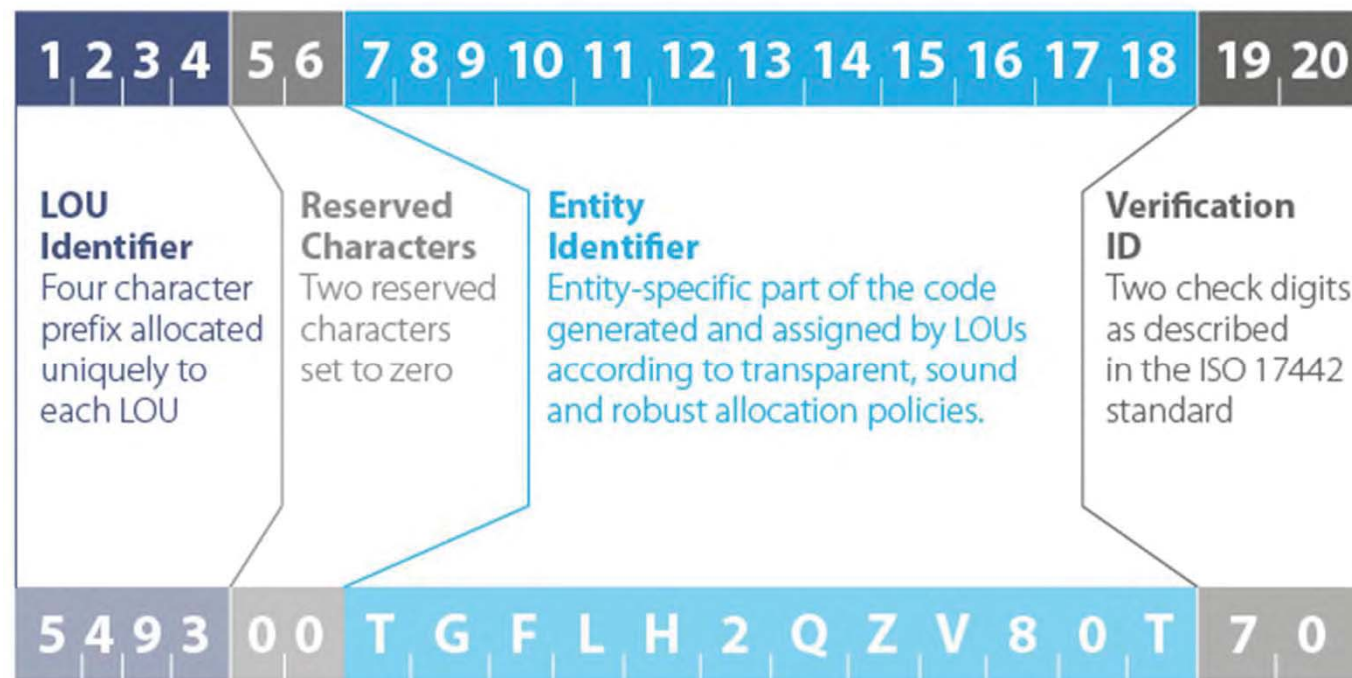 1 2 3 4 5 6 7 8 9 10 11 12 13 14 15 16 17 18 19 20
LOU
Identifier
Four character
prefix allocated
uniquely to
each LOU
Reserved
Characters
Two reserved
characters
set to zero
Entity
Identifier
Entity-specific part of the code
generated and assigned by LOUs
according to transparent, sound
and robust allocation policies.
Verification
ID
Two check digits
as described
in the ISO 17442
standard
5 4 9 3 0 0 T G F L H 2 Q Z V 8 0 T 7 0